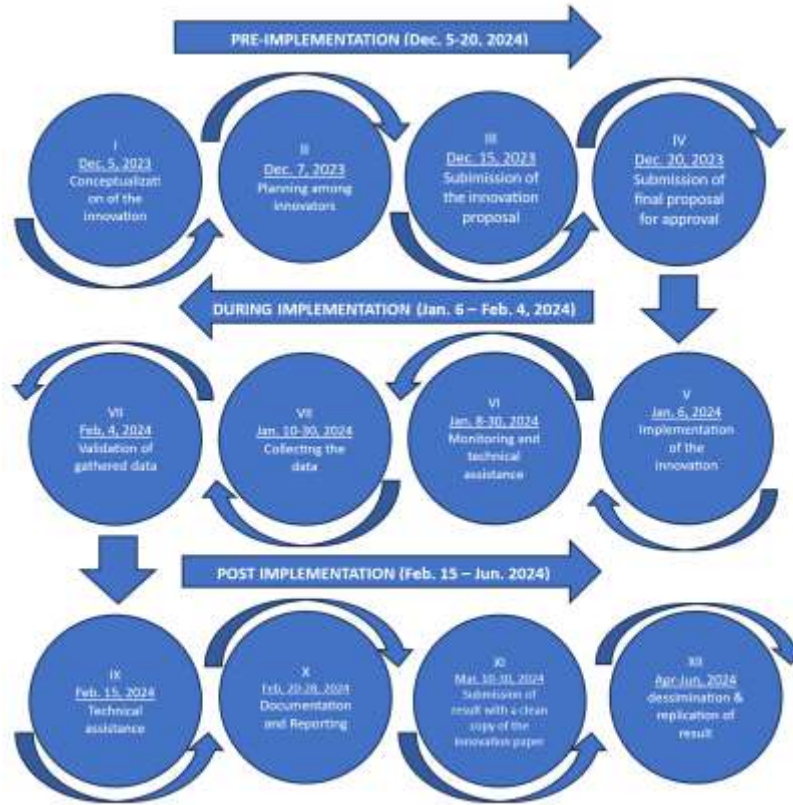 PRE-IMPLEMENTATION (Dec. 5-20, 2024)
I
Dec. 5, 2023
Conceptualizati
on of the
innovation
II
Dec. 7, 2023
Planning among
innovators
III
Dec. 15, 2023
Subimission of
the innovation
proposal
IV
Dec. 20, 2023
Submission of
final proposal
for approval
DURING IMPLEMENTATION (Jan. 6 – Feb. 4, 2024)
V
Jan. 6, 2024
Implementation
of the
innovation
VI
Jan. 8-30, 2024
Monitoring and
technical
assistance
VII
Jan. 10-30, 2024
Collecting the
data
VII
Feb. 4, 2024
Validation of
gathered data
POST IMPLEMENTATION (Feb. 15 – Jun. 2024)
IX
Feb. 15, 2024
Technical
assistance
X
Feb. 20-28, 2024
Documentation
and Reporting
XI
Mar. 10-30, 2024
Submission of
result with a clean
copy of the
innovation paper
XII
Apr-Jun, 2024
dessimination &
replication of
result